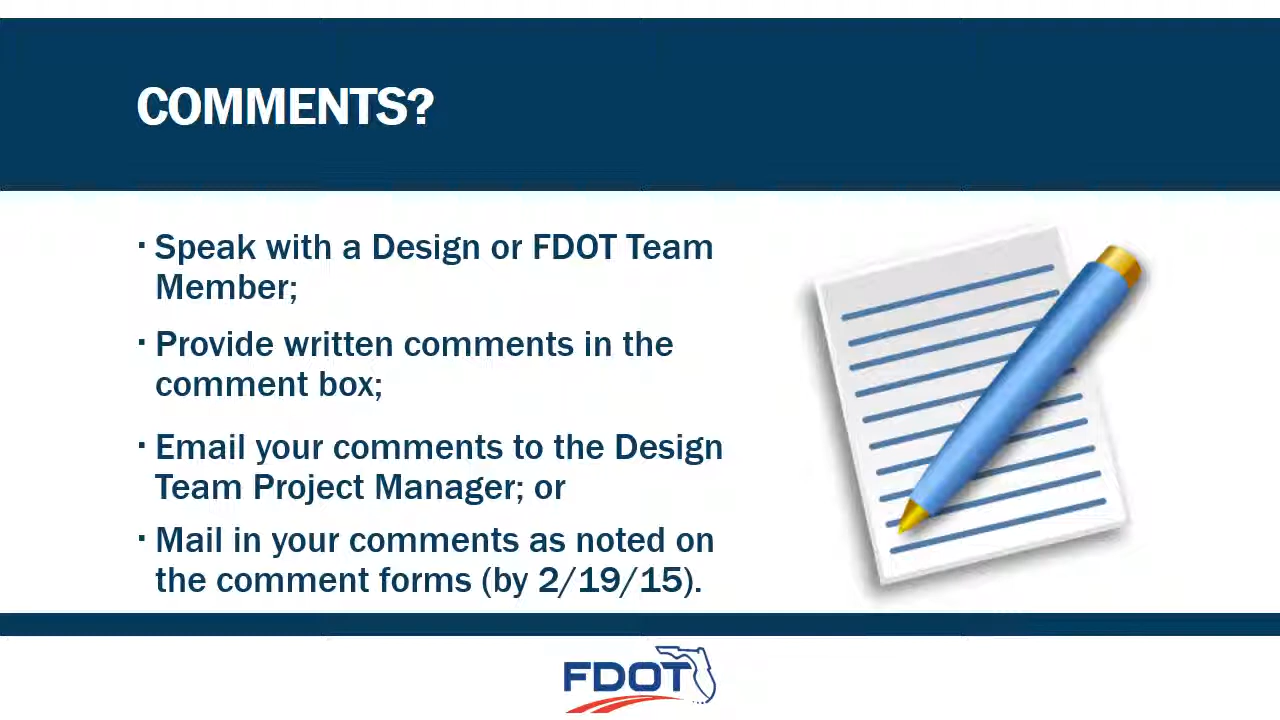 COMMENTS?
▪ Speak with a Design or FDOT Team
Member;
▪ Provide written comments in the
comment box;
▪ Email your comments to the Design
Team Project Manager; or
▪ Mail in your comments as noted on
the comment forms (by 2/19/15).
FDOT